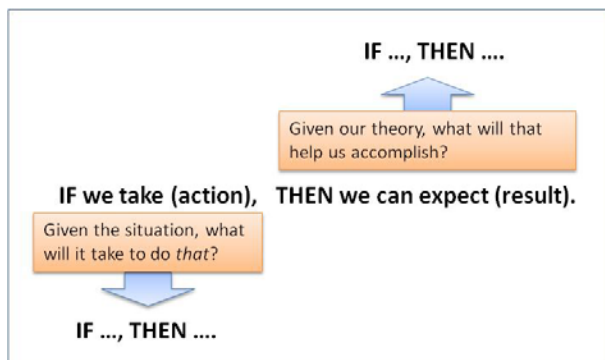 IF ..., THEN ....
Given our theory, what will that
help us accomplish?
IF we take (action), THEN we can expect (result).
Given the situation, what
will it take to do that?
IF ..., THEN ....